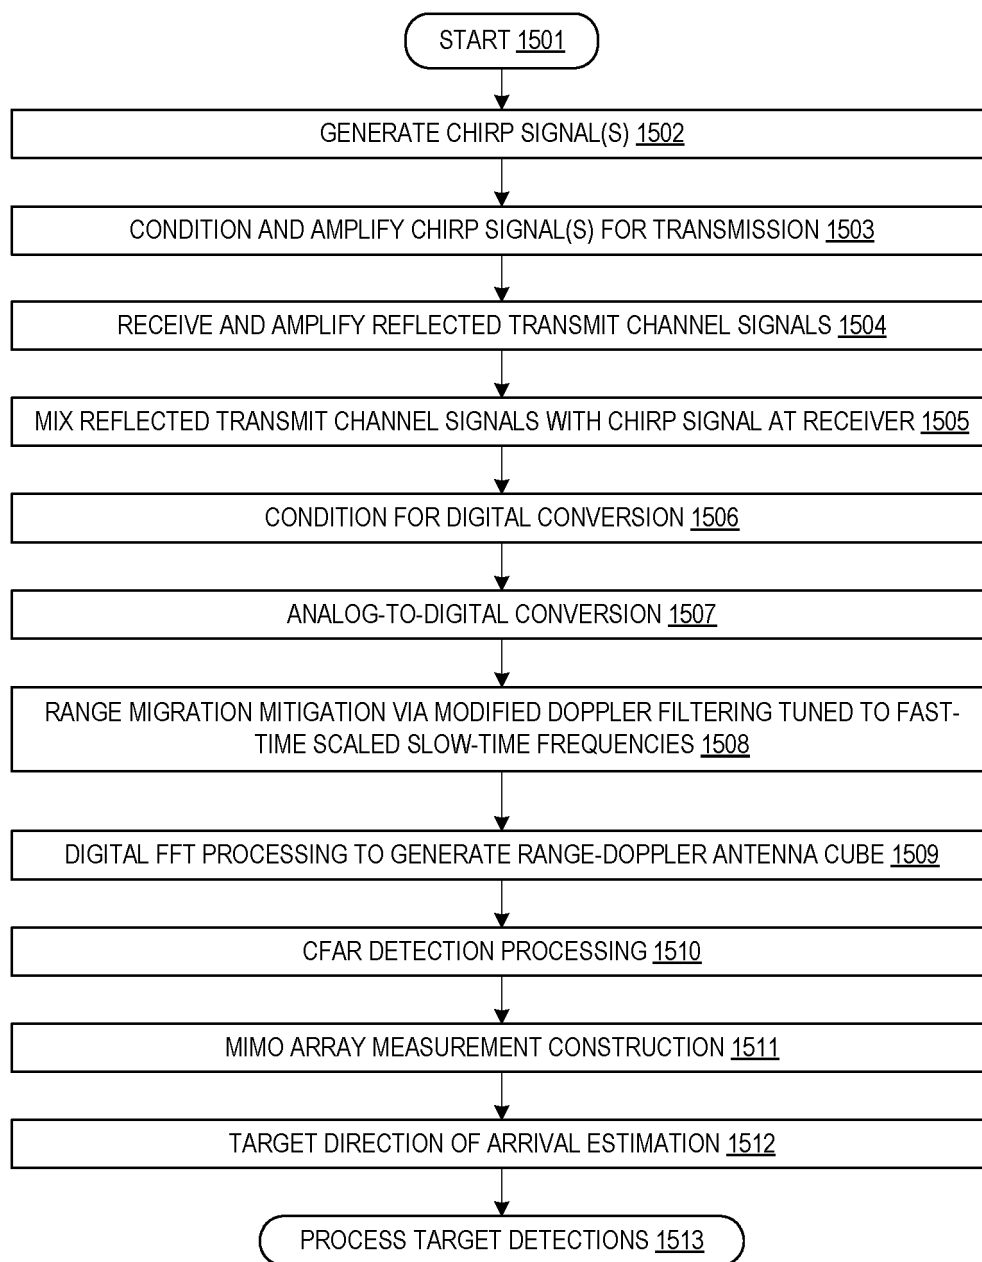 START 1501
GENERATE CHIRP SIGNAL(S) 1502
CONDITION AND AMPLIFY CHIRP SIGNAL(S) FOR TRANSMISSION 1503
RECEIVE AND AMPLIFY REFLECTED TRANSMIT CHANNEL SIGNALS 1504
MIX REFLECTED TRANSMIT CHANNEL SIGNALS WITH CHIRP SIGNAL AT RECEIVER 1505
CONDITION FOR DIGITAL CONVERSION 1506
ANALOG-TO-DIGITAL CONVERSION 1507
RANGE MIGRATION MITIGATION VIA MODIFIED DOPPLER FILTERING TUNED TO FAST-
TIME SCALED SLOW-TIME FREQUENCIES 1508
DIGITAL FFT PROCESSING TO GENERATE RANGE-DOPPLER ANTENNA CUBE 1509
CFAR DETECTION PROCESSING 1510
MIMO ARRAY MEASUREMENT CONSTRUCTION 1511
TARGET DIRECTION OF ARRIVAL ESTIMATION 1512
PROCESS TARGET DETECTIONS 1513